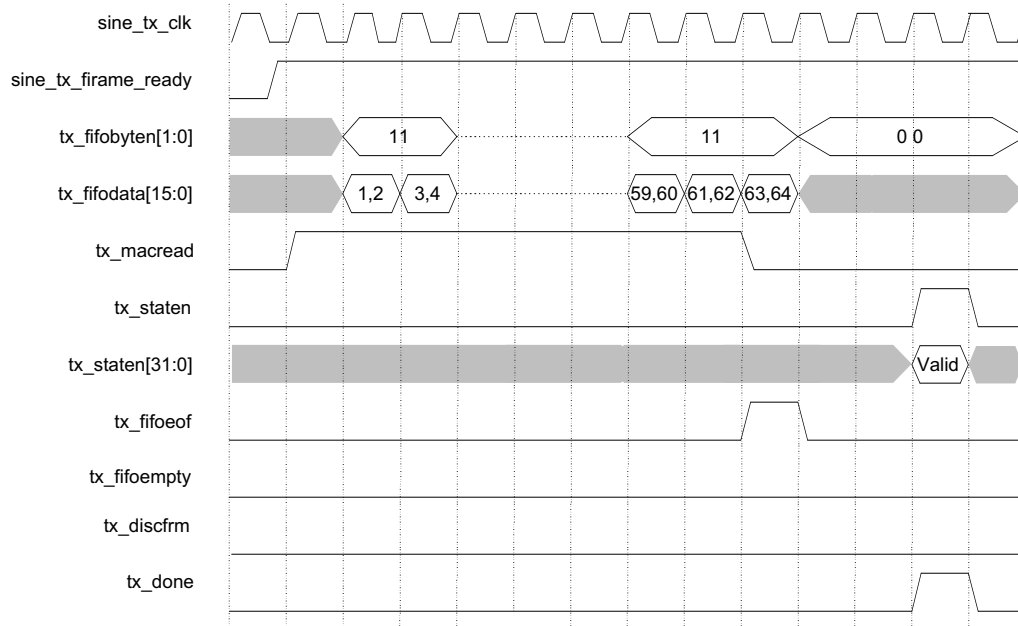 sine_tx_clk
sine_tx_firame_ready
tx_fifobyten[1:0] 11 11 0 0
tx_fifodata[15:0] 1,2 3,4 59,60 61,62 63,64
tx_macread
tx_staten
tx_staten[31:0] Valid
tx_fifoeof
tx_fifoempty
tx_discfrm
tx_done